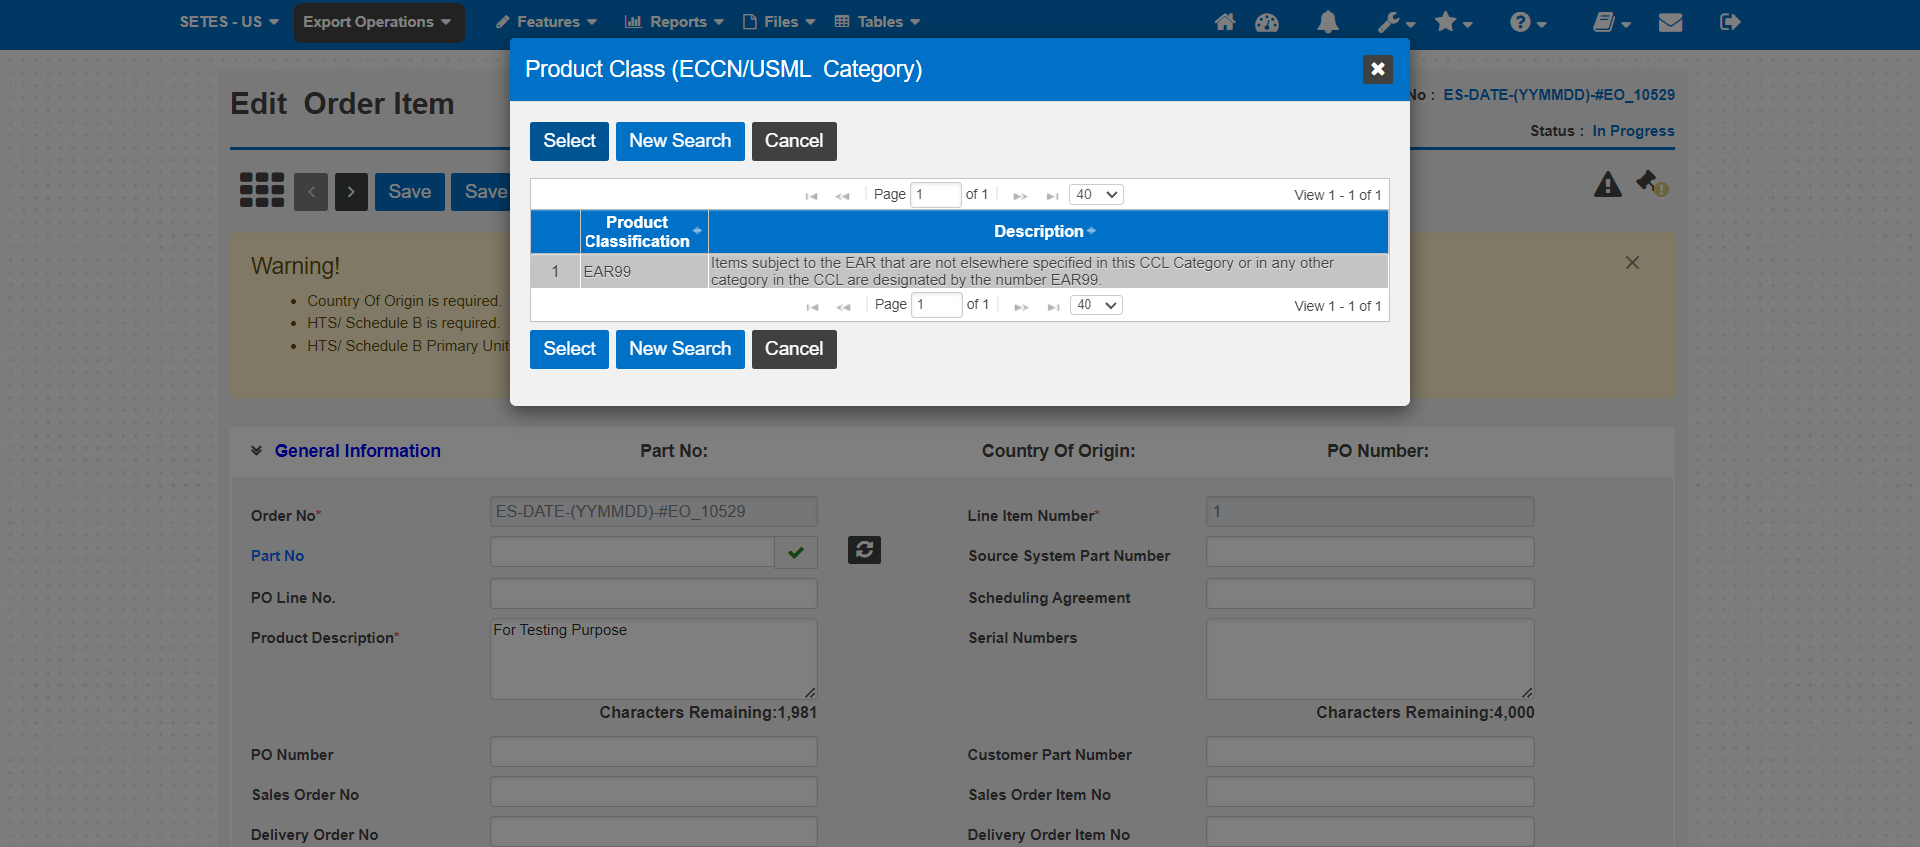 SETES - US Export Operations Features Reports Files Tables
Product Class (ECCN/USML  Category)
Edit  Order Item
No : ES-DATE-(YYMMDD)-#EO_10529
Status : In Progress
Select New Search Cancel
Save Save
Page 1 of 1 40 View 1 - 1 of 1
Product
Classification
Description
1 EAR99 Items subject to the EAR that are not elsewhere specified in this CCL Category or in any other
category in the CCL are designated by the number EAR99.
Page 1 of 1 40 View 1 - 1 of 1
Select New Search Cancel
Warning!
• Country Of Origin is required.
• HTS/ Schedule B is required.
• HTS/ Schedule B Primary Unit
General Information Part No: Country Of Origin: PO Number:
Order No* ES-DATE-(YYMMDD)-#EO_10529 Line Item Number* 1
Part No Source System Part Number
PO Line No. Scheduling Agreement
Product Description* For Testing Purpose Serial Numbers
Characters Remaining:1,981 Characters Remaining:4,000
PO Number Customer Part Number
Sales Order No Sales Order Item No
Delivery Order No Delivery Order Item No